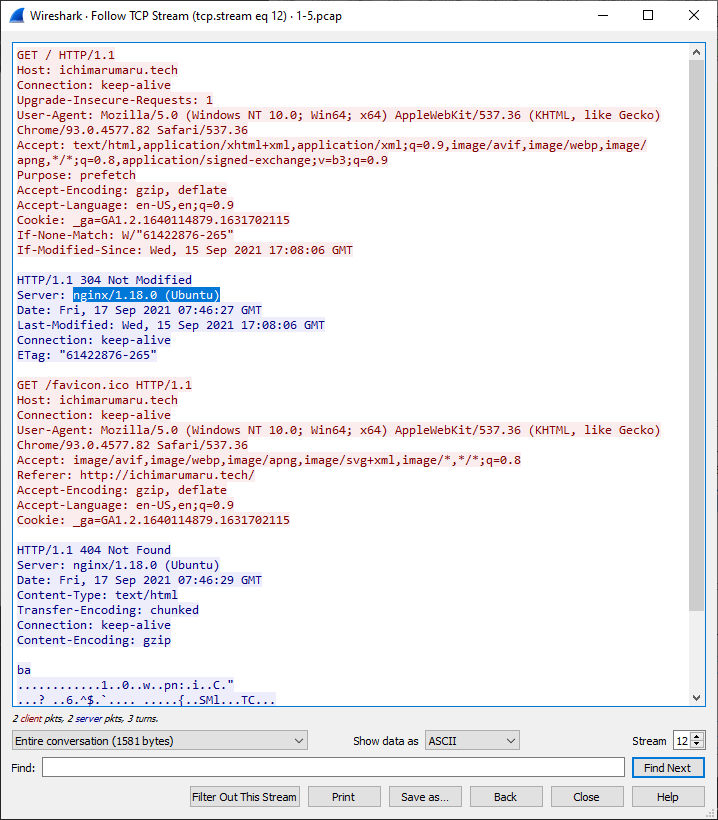 Wireshark · Follow TCP Stream (tcp.stream eq 12) · 1-5.pcap
GET / HTTP/1.1
Host: ichimarumaru.tech
Connection: keep-alive
Upgrade-Insecure-Requests: 1
User-Agent: Mozilla/5.0 (Windows NT 10.0; Win64; x64) AppleWebKit/537.36 (KHTML, like Gecko)
Chrome/93.0.4577.82 Safari/537.36
Accept: text/html,application/xhtml+xml,application/xml;q=0.9,image/avif,image/webp,image/
apng,*/*;q=0.8,application/signed-exchange;v=b3;q=0.9
Purpose: prefetch
Accept-Encoding: gzip, deflate
Accept-Language: en-US,en;q=0.9
Cookie: _ga=GA1.2.1640114879.1631702115
If-None-Match: W/"61422876-265"
If-Modified-Since: Wed, 15 Sep 2021 17:08:06 GMT
HTTP/1.1 304 Not Modified
Server: nginx/1.18.0 (Ubuntu)
Date: Fri, 17 Sep 2021 07:46:27 GMT
Last-Modified: Wed, 15 Sep 2021 17:08:06 GMT
Connection: keep-alive
ETag: "61422876-265"
GET /favicon.ico HTTP/1.1
Host: ichimarumaru.tech
Connection: keep-alive
User-Agent: Mozilla/5.0 (Windows NT 10.0; Win64; x64) AppleWebKit/537.36 (KHTML, like Gecko)
Chrome/93.0.4577.82 Safari/537.36
Accept: image/avif,image/webp,image/apng,image/svg+xml,image/*,*/*;q=0.8
Referer: http://ichimarumaru.tech/
Accept-Encoding: gzip, deflate
Accept-Language: en-US,en;q=0.9
Cookie: _ga=GA1.2.1640114879.1631702115
HTTP/1.1 404 Not Found
Server: nginx/1.18.0 (Ubuntu)
Date: Fri, 17 Sep 2021 07:46:29 GMT
Content-Type: text/html
Transfer-Encoding: chunked
Connection: keep-alive
Content-Encoding: gzip
ba
............1..0..w..pn:.i..C."
...? ..6.^$.`.... .....{..SMl...TC...
2 client pkts, 2 server pkts, 3 turns.
Entire conversation (1581 bytes) Show data as ASCII Stream 12
Find: Find Next
Filter Out This Stream Print Save as… Back Close Help